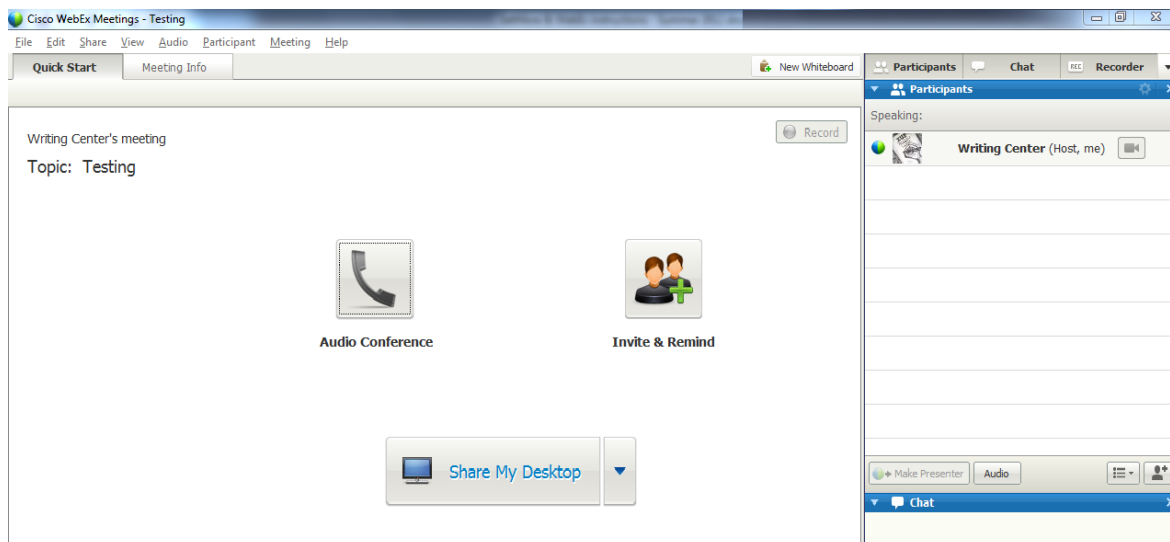 Cisco WebEx Meetings - Testing
File Edit Share View Audio Participant Meeting Help
Quick Start Meeting Info New Whiteboard Participants Chat REC Recorder
Participants
Speaking:
Writing Center's meeting Record
Topic: Testing
Writing Center (Host, me)
Audio Conference Invite & Remind
Share My Desktop
Make Presenter Audio
Chat